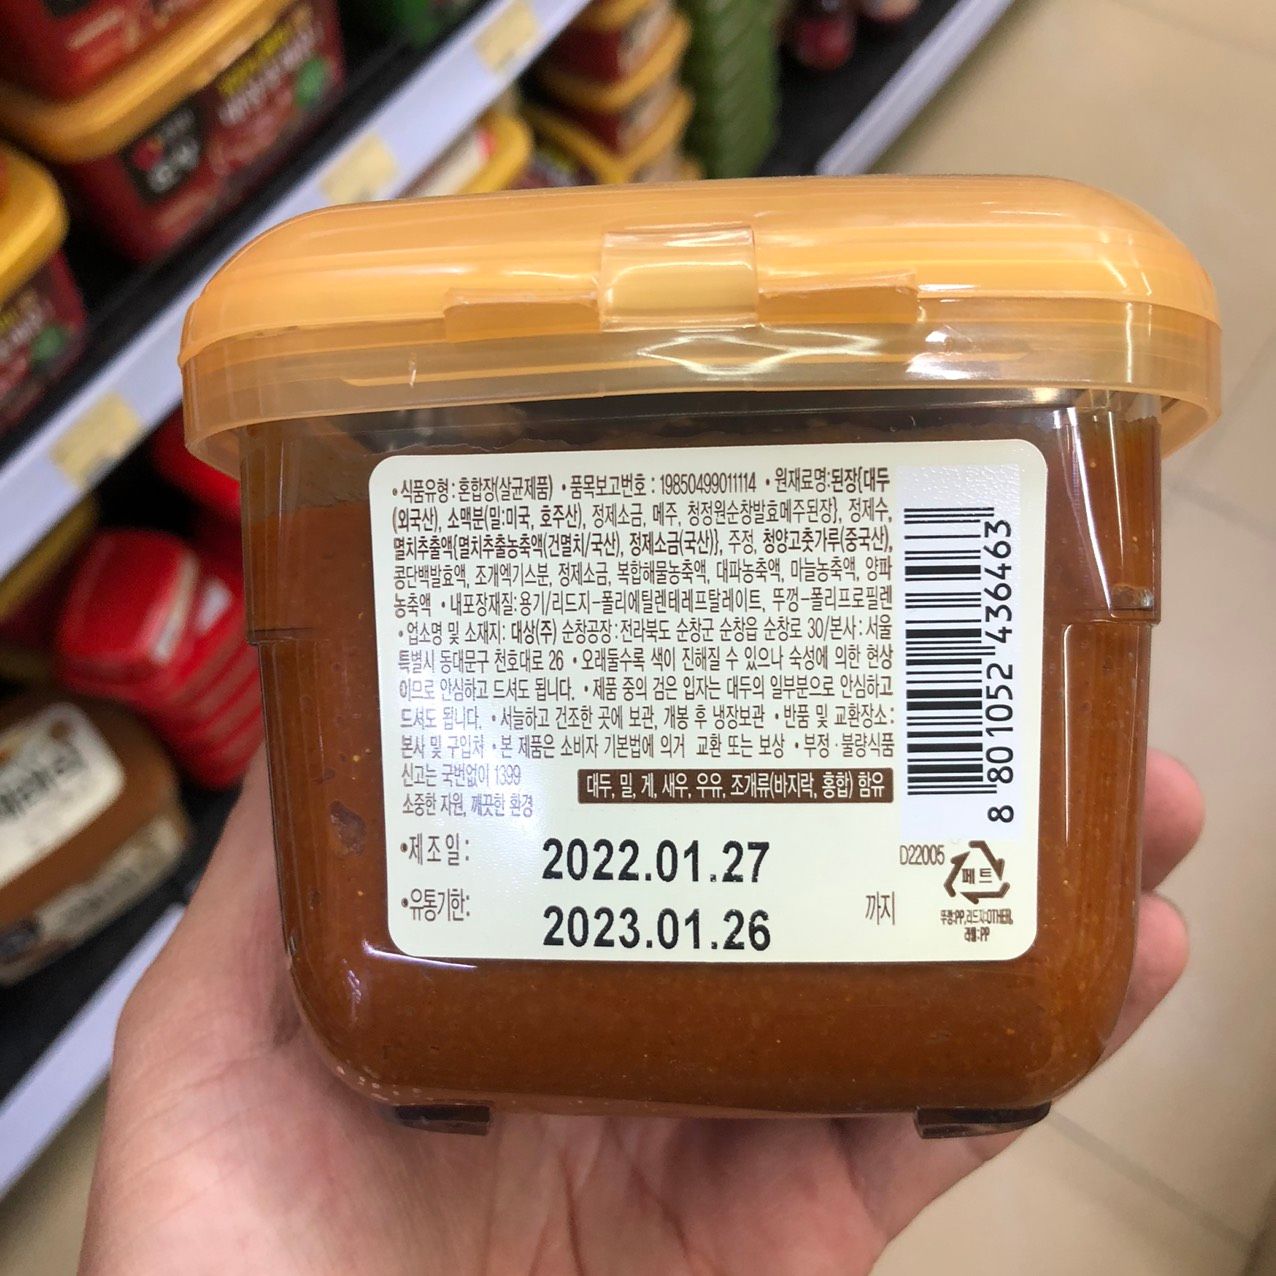 •식품유형:혼합장(살균제품) •품목보고번호:19850499011114 •원재료명:된장{대두
(외국산), 소맥분(밀:미국, 호주산), 정제소금, 메주, 청정원순창발효메주된장}, 정제수,
멸치추출액{멸치추출농축액(건멸치/국산), 정제소금(국산)}, 주정, 청양고춧가루(중국산),
콩단백발효액, 조개엑기스분, 정제소금, 복합해물농축액, 대파농축액, 마늘농축액, 양파
농축액 •내포장재질:용기/리드지-폴리에틸렌테레프탈레이트, 뚜껑-폴리프로필렌
•업소명 및 소재지: 대상(주) 순창공장:전라북도 순창군 순창읍 순창로 30/본사:서울
특별시 동대문구 천호대로 26 •오래둘수록 색이 진해질 수 있으나 숙성에 의한 현상
이므로 안심하고 드셔도 됩니다. •제품 중의 검은 입자는 대두의 일부분으로 안심하고
드셔도 됩니다. •서늘하고 건조한 곳에 보관, 개봉 후 냉장보관 •반품 및 교환장소:
본사 및 구입처 •본 제품은 소비자 기본법에 의거 교환 또는 보상 •부정·불량식품
신고는 국번없이 1399
대두, 밀, 게, 새우, 우유, 조개류(바지락, 홍합) 함유
소중한 자원, 깨끗한 환경
•제조일: 2022.01.27
•유통기한: 2023.01.26 까지
8 801052 436463
D22005
페트
뚜껑:PP,리드지:OTHER,
라벨:PP